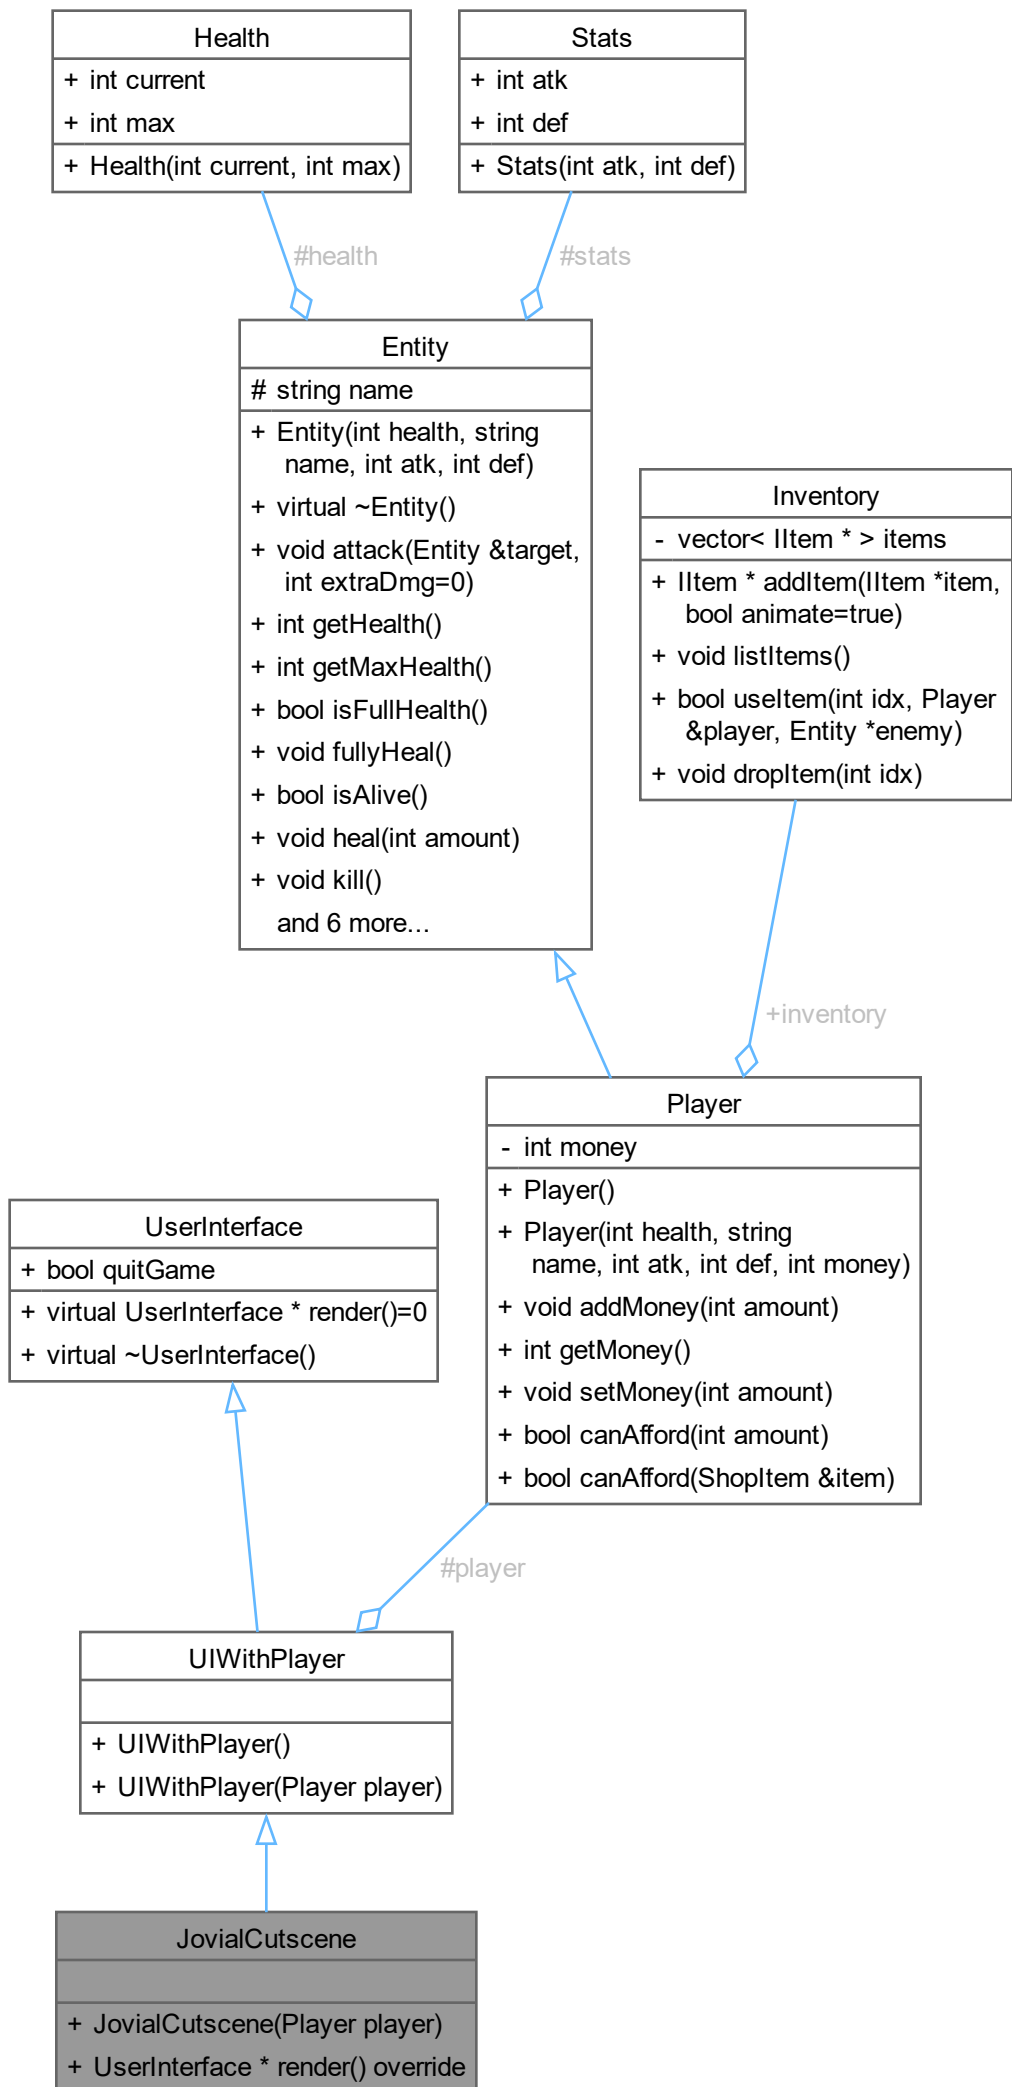 Health
+ int current
+ int max
+ Health(int current, int max)
Stats
+ int atk
+ int def
+ Stats(int atk, int def)
#health
#stats
Entity
# string name
+ Entity(int health, string
name, int atk, int def)
+ virtual ~Entity()
+ void attack(Entity &target,
int extraDmg=0)
+ int getHealth()
+ int getMaxHealth()
+ bool isFullHealth()
+ void fullyHeal()
+ bool isAlive()
+ void heal(int amount)
+ void kill()
and 6 more...
Inventory
- vector< IItem * > items
+ IItem * addItem(IItem *item,
bool animate=true)
+ void listItems()
+ bool useItem(int idx, Player
&player, Entity *enemy)
+ void dropItem(int idx)
+inventory
Player
- int money
+ Player()
+ Player(int health, string
name, int atk, int def, int money)
+ void addMoney(int amount)
+ int getMoney()
+ void setMoney(int amount)
+ bool canAfford(int amount)
+ bool canAfford(ShopItem &item)
UserInterface
+ bool quitGame
+ virtual UserInterface * render()=0
+ virtual ~UserInterface()
#player
UIWithPlayer
+ UIWithPlayer()
+ UIWithPlayer(Player player)
JovialCutscene
+ JovialCutscene(Player player)
+ UserInterface * render() override